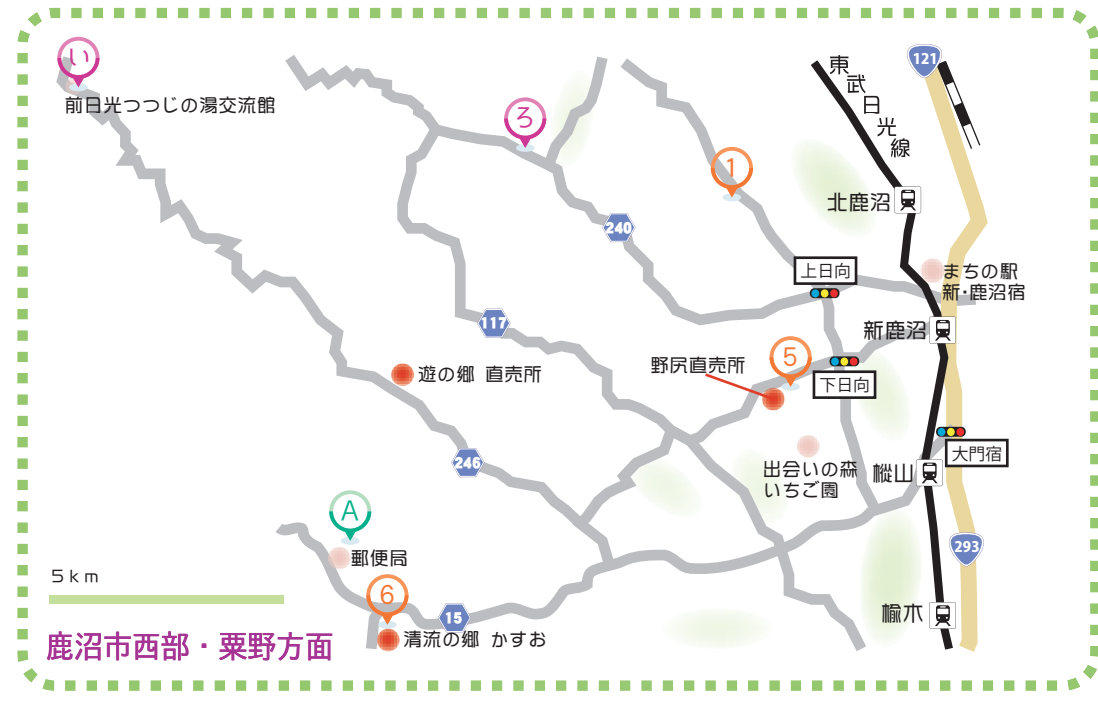 い
前日光つつじの湯交流館
ろ
1
東武日光線
121
北鹿沼
240
上日向
まちの駅
新・鹿沼宿
117
新鹿沼
5
野尻直売所
下日向
遊の郷 直売所
246
大門宿
出会いの森
いちご園
樅山
A
郵便局
293
5km
6
15
楡木
清流の郷 かすお
鹿沼市西部・粟野方面